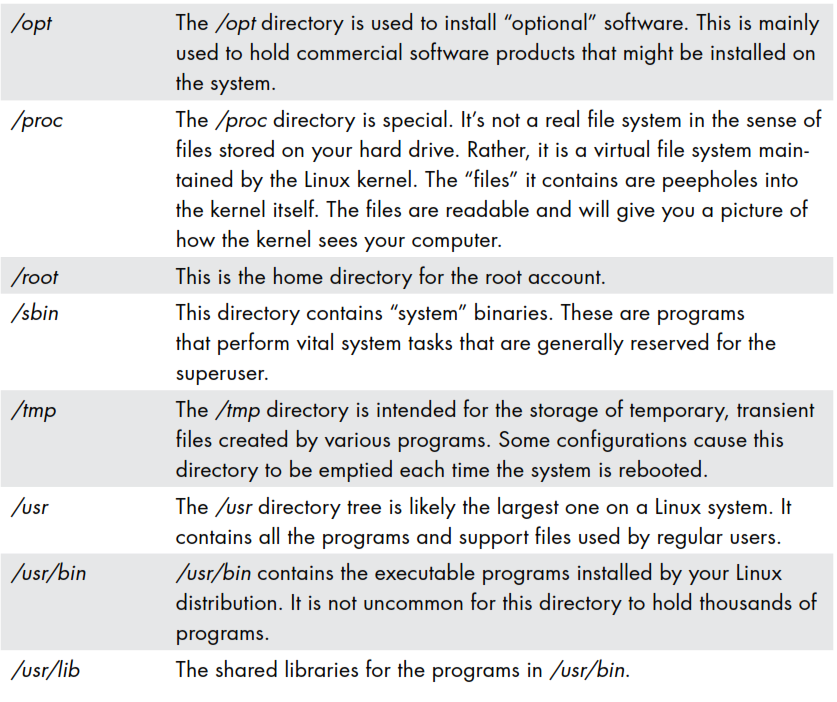 /opt The /opt directory is used to install “optional” software. This is mainly
used to hold commercial software products that might be installed on
the system.
/proc The /proc directory is special. It’s not a real file system in the sense of
files stored on your hard drive. Rather, it is a virtual file system main-
tained by the Linux kernel. The “files” it contains are peepholes into
the kernel itself. The files are readable and will give you a picture of
how the kernel sees your computer.
/root This is the home directory for the root account.
/sbin This directory contains “system” binaries. These are programs
that perform vital system tasks that are generally reserved for the
superuser.
/tmp The /tmp directory is intended for the storage of temporary, transient
files created by various programs. Some configurations cause this
directory to be emptied each time the system is rebooted.
/usr The /usr directory tree is likely the largest one on a Linux system. It
contains all the programs and support files used by regular users.
/usr/bin /usr/bin contains the executable programs installed by your Linux
distribution. It is not uncommon for this directory to hold thousands of
programs.
/usr/lib The shared libraries for the programs in /usr/bin.